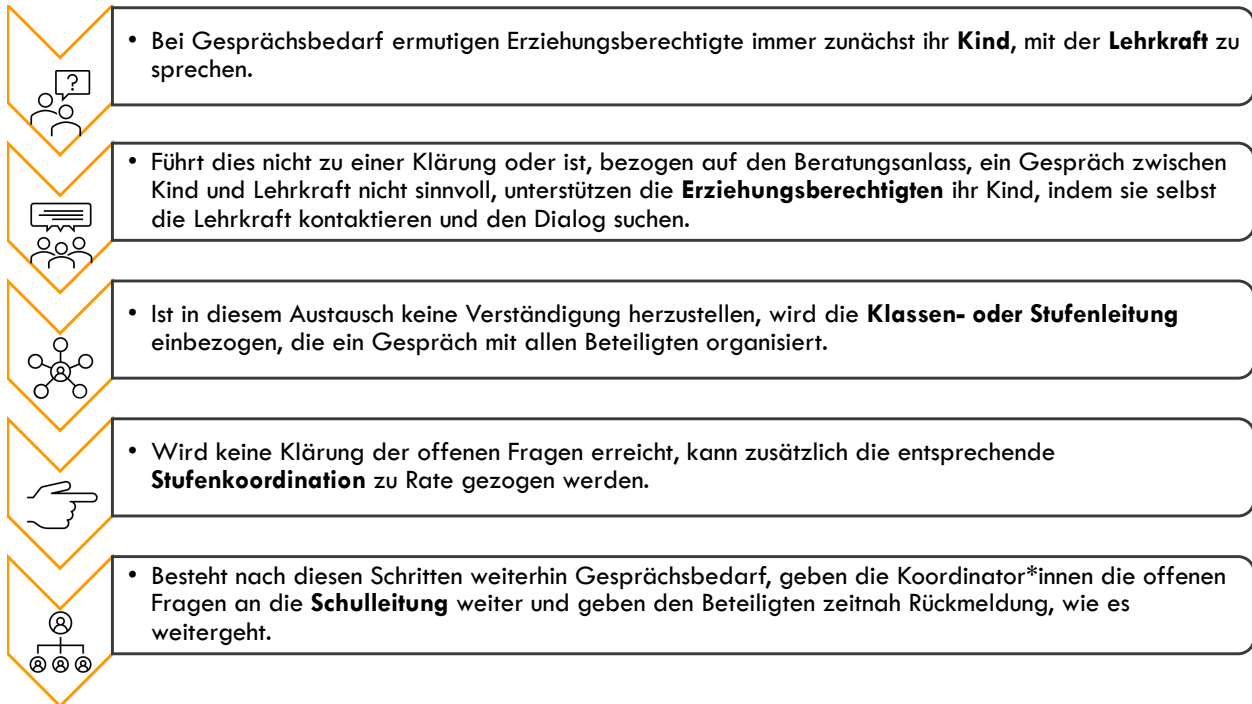 ?
• Bei Gesprächsbedarf ermutigen Erziehungsberechtigte immer zunächst ihr Kind, mit der Lehrkraft zu
sprechen.
• Führt dies nicht zu einer Klärung oder ist, bezogen auf den Beratungsanlass, ein Gespräch zwischen
Kind und Lehrkraft nicht sinnvoll, unterstützen die Erziehungsberechtigten ihr Kind, indem sie selbst
die Lehrkraft kontaktieren und den Dialog suchen.
• Ist in diesem Austausch keine Verständigung herzustellen, wird die Klassen- oder Stufenleitung
einbezogen, die ein Gespräch mit allen Beteiligten organisiert.
• Wird keine Klärung der offenen Fragen erreicht, kann zusätzlich die entsprechende
Stufenkoordination zu Rate gezogen werden.
• Besteht nach diesen Schritten weiterhin Gesprächsbedarf, geben die Koordinator*innen die offenen
Fragen an die Schulleitung weiter und geben den Beteiligten zeitnah Rückmeldung, wie es
weitergeht.